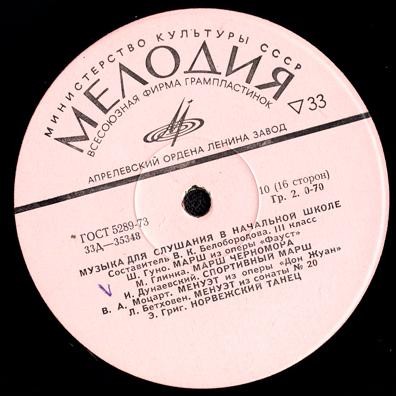 МИНИСТЕРСТВО КУЛЬТУРЫ СССР
МЕЛОДИЯ
ВСЕСОЮЗНАЯ ФИРМА ГРАМПЛАСТИНОК
33
АПРЕЛЕВСКИЙ ОРДЕНА ЛЕНИНА ЗАВОД
* ГОСТ 5289-73
33Д—35348
10 (16 сторон)
Гр. 2. 0-70
МУЗЫКА ДЛЯ СЛУШАНИЯ В НАЧАЛЬНОЙ ШКОЛЕ
Составитель В. К. Белобородова. III класс
Ш. Гуно. МАРШ из оперы „Фауст"
М. Глинка. МАРШ ЧЕРНОМОРА
И. Дунаевский. СПОРТИВНЫЙ МАРШ
В. А. Моцарт. МЕНУЭТ из оперы „Дон Жуан"
Л. Бетховен. МЕНУЭТ из сонаты № 20
Э. Григ. НОРВЕЖСКИЙ ТАНЕЦ